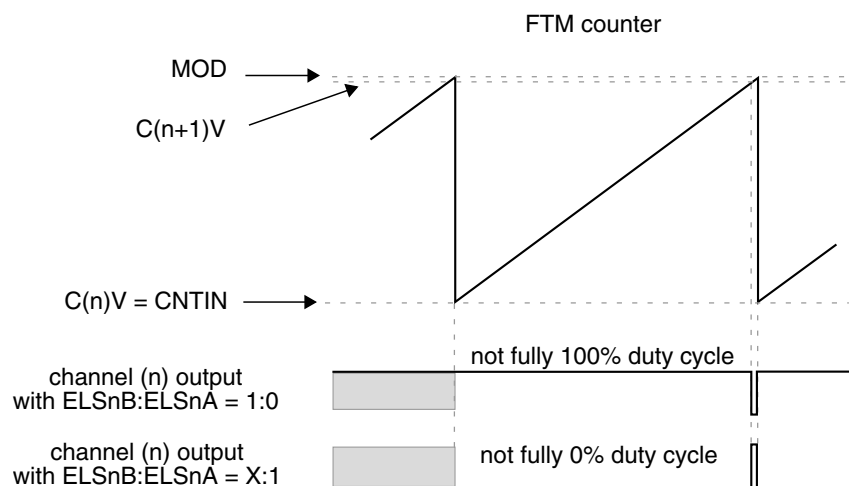 FTM counter
MOD
C(n+1)V
C(n)V = CNTIN
not fully 100% duty cycle
channel (n) output
with ELSnB:ELSnA = 1:0
channel (n) output
with ELSnB:ELSnA = X:1
not fully 0% duty cycle